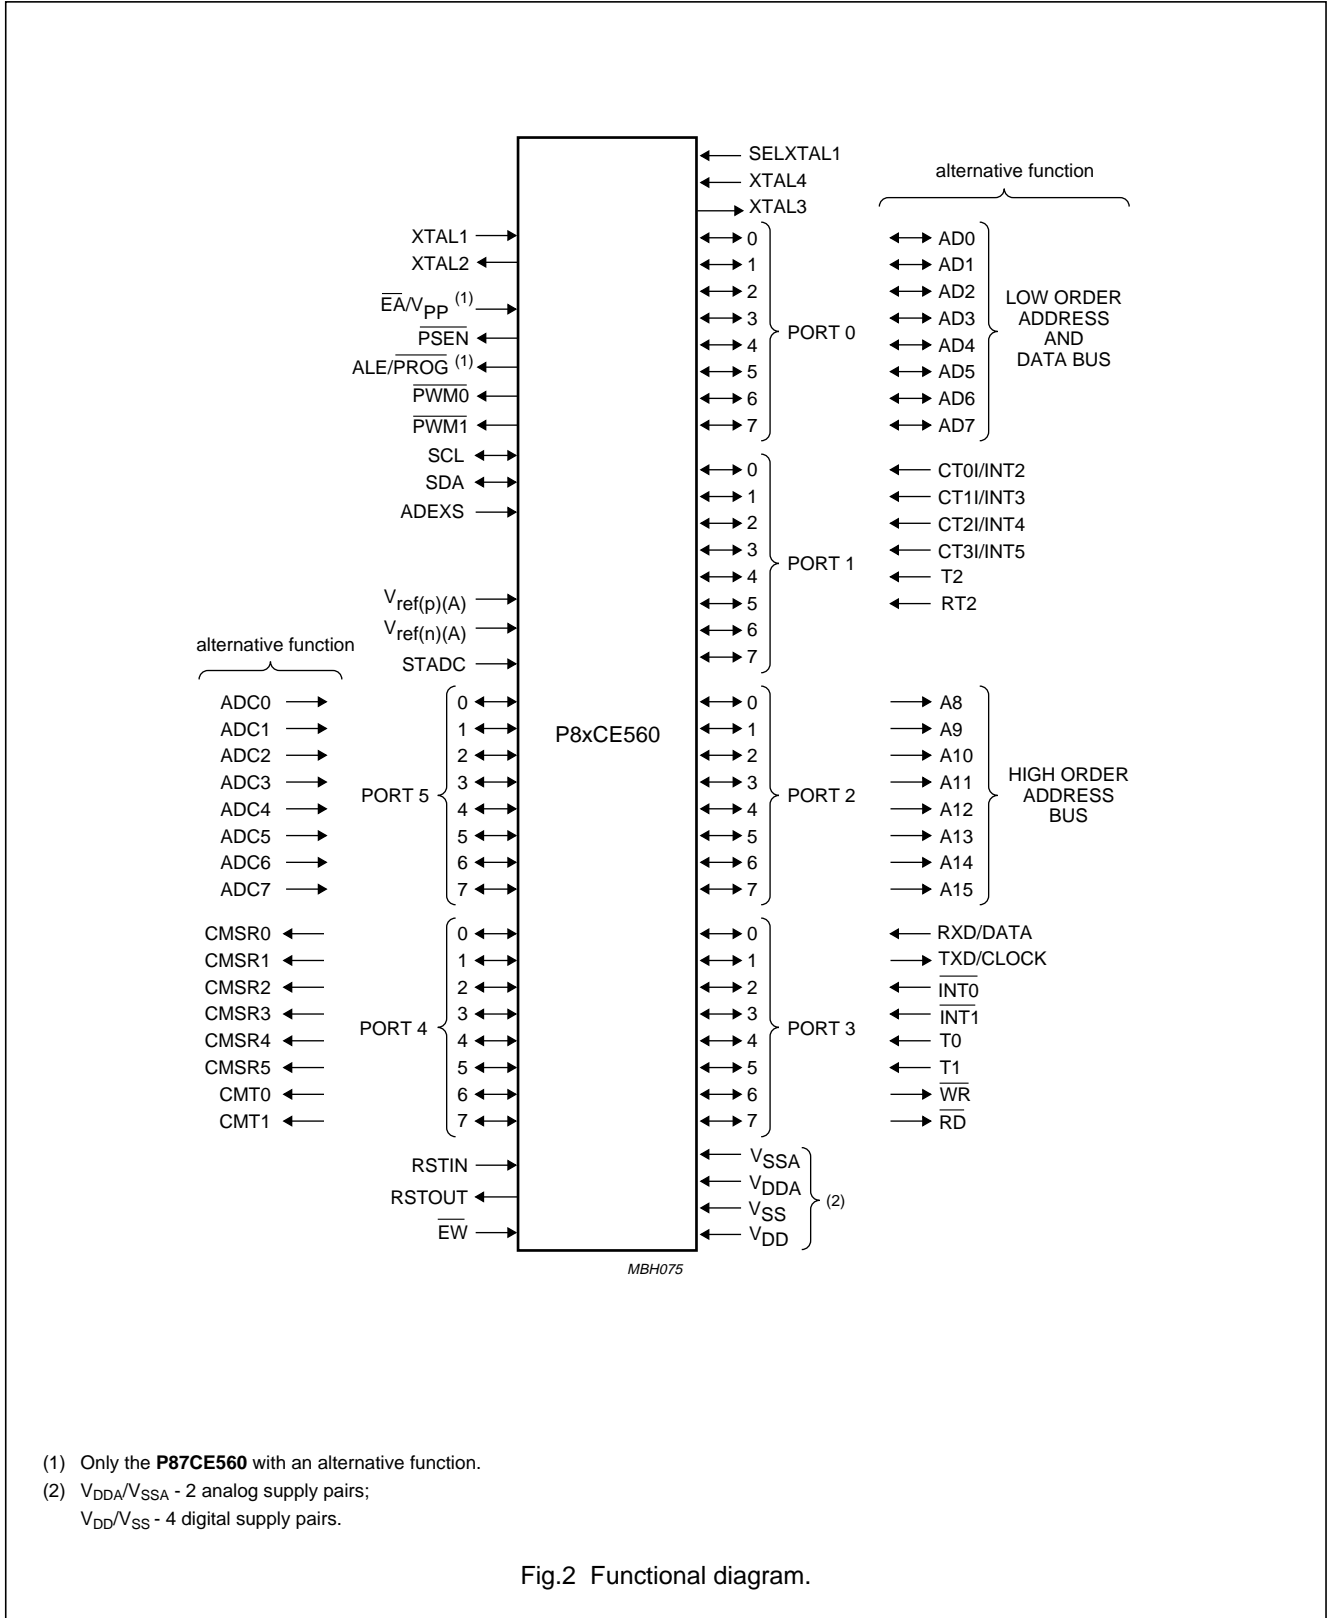 SELXTAL1
XTAL4
XTAL3
alternative function
XTAL1
XTAL2
EA/VPP (1)
PSEN
ALE/PROG (1)
PWM0
PWM1
SCL
SDA
ADEXS
Vref(p)(A)
Vref(n)(A)
STADC
0
1
2
3
4
5
6
7
PORT 0
AD0
AD1
AD2
AD3
AD4
AD5
AD6
AD7
LOW ORDER
ADDRESS
AND
DATA BUS
0
1
2
3
4
5
6
7
PORT 1
CT0I/INT2
CT1I/INT3
CT2I/INT4
CT3I/INT5
T2
RT2
alternative function
ADC0
ADC1
ADC2
ADC3
ADC4
ADC5
ADC6
ADC7
PORT 5
0
1
2
3
4
5
6
7
P8xCE560
0
1
2
3
4
5
6
7
PORT 2
A8
A9
A10
A11
A12
A13
A14
A15
HIGH ORDER
ADDRESS
BUS
CMSR0
CMSR1
CMSR2
CMSR3
CMSR4
CMSR5
CMT0
CMT1
PORT 4
0
1
2
3
4
5
6
7
0
1
2
3
4
5
6
7
PORT 3
RXD/DATA
TXD/CLOCK
INT0
INT1
T0
T1
WR
RD
RSTIN
RSTOUT
EW
VSSA
VDDA
VSS
VDD
(2)
MBH075
(1) Only the P87CE560 with an alternative function.
(2) VDDA/VSSA - 2 analog supply pairs;
VDD/VSS - 4 digital supply pairs.
Fig.2 Functional diagram.